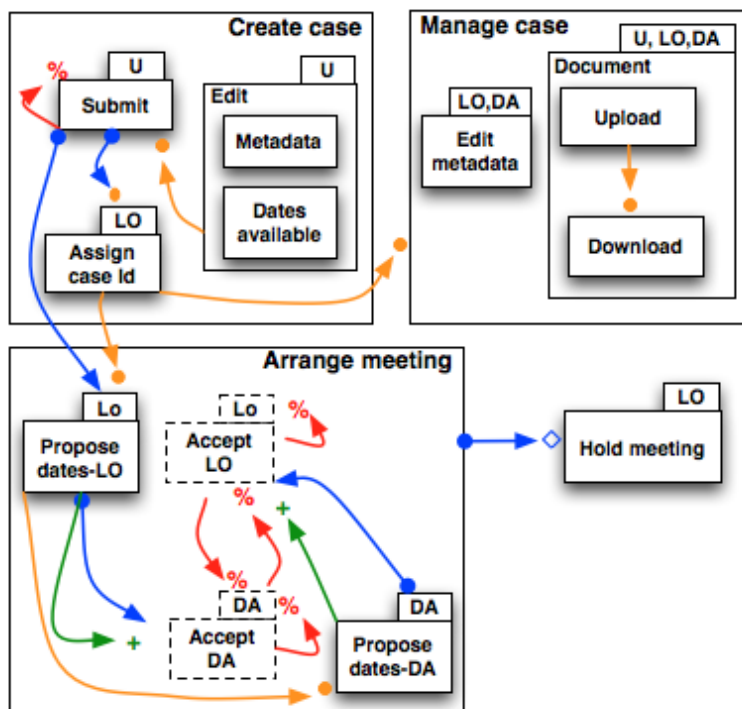 Create case
U
%
Submit
U
Edit
Metadata
Dates
available
LO
Assign
case Id
Manage case
U, LO,DA
Document
LO,DA
Edit
metadata
Upload
Download
Arrange meeting
Lo
Propose
dates-LO
Lo
%
Accept
LO
%
+
%
DA
%
Accept
DA
+
DA
Propose
dates-DA
LO
Hold meeting